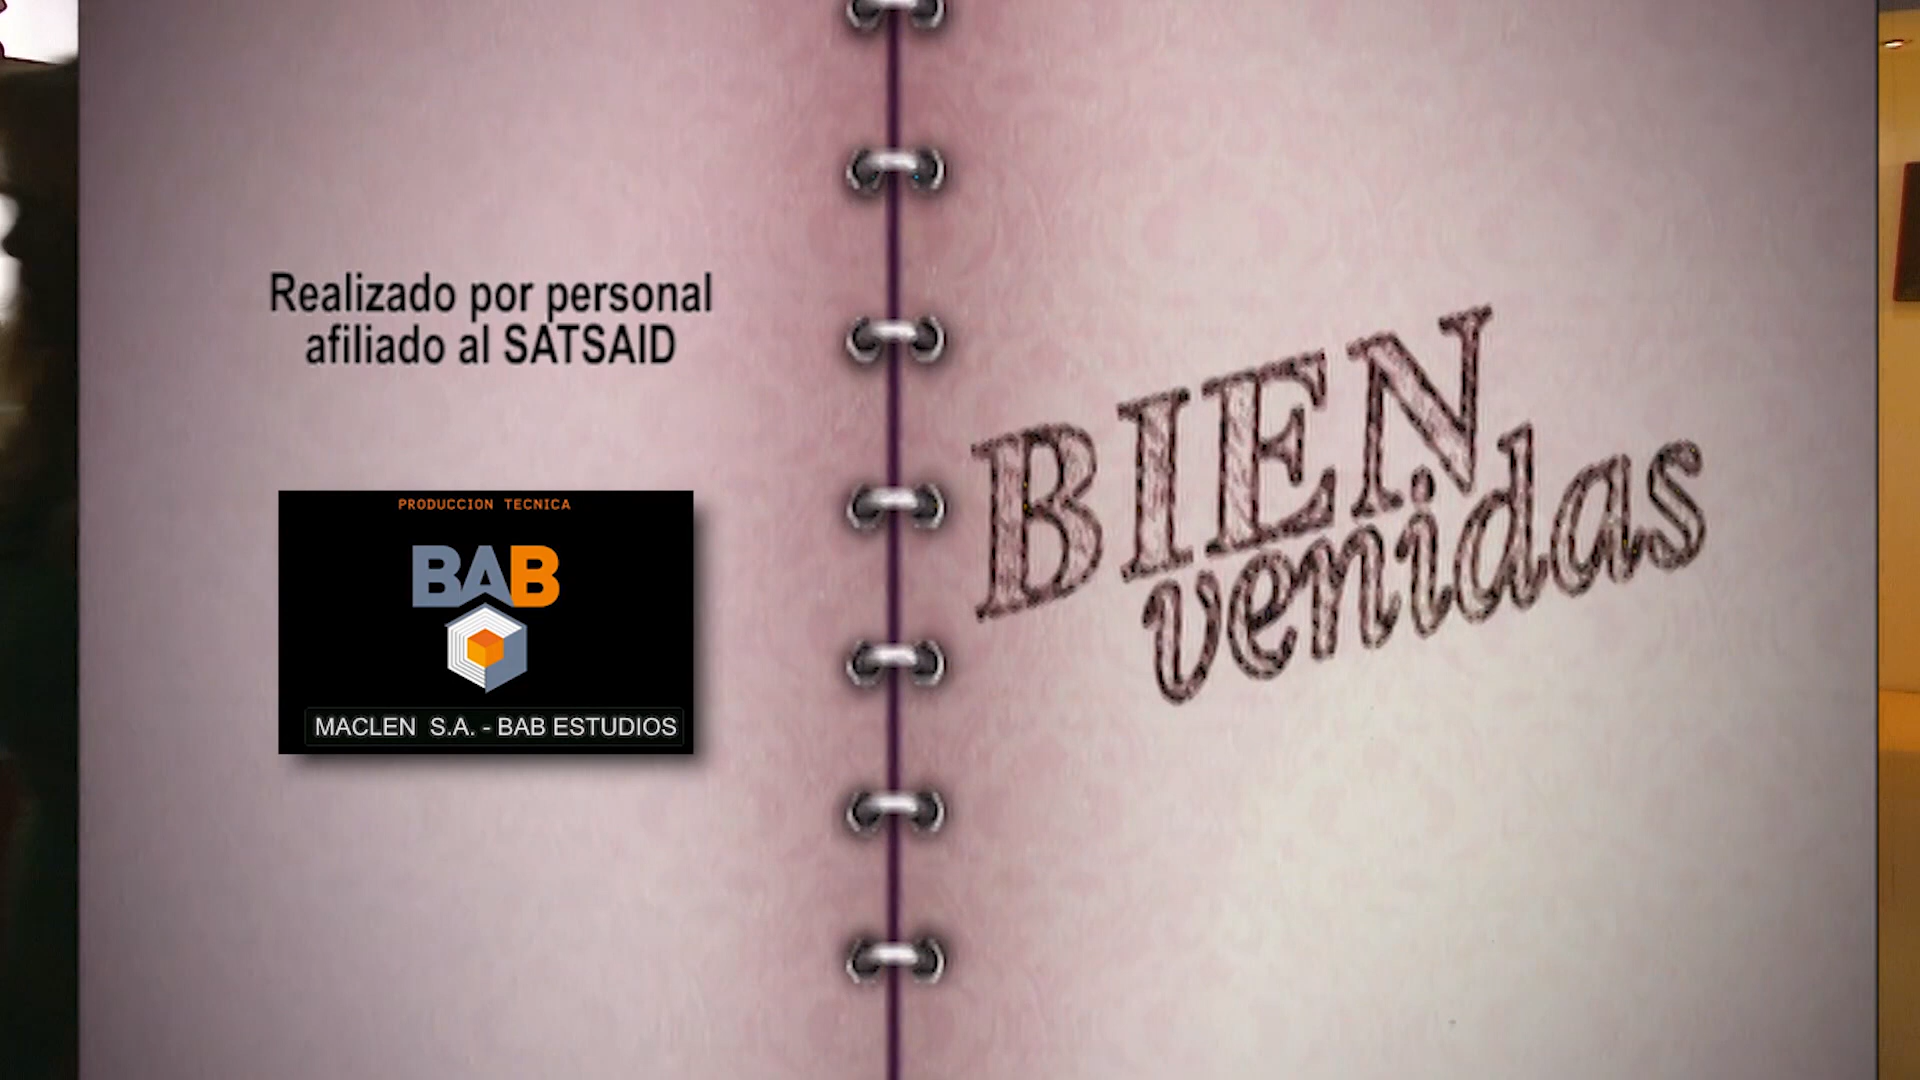 Realizado por personal
afiliado al SATSAID
PRODUCCION TECNICA
BAB
MACLEN S.A. - BAB ESTUDIOS
BIEN
venidas